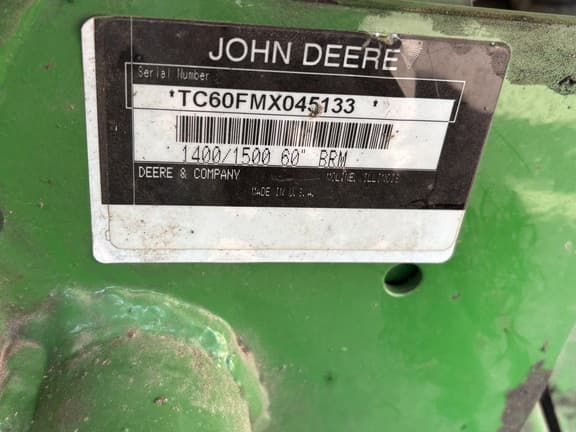 JOHN DEERE
Serial Number
*TC60FMX045133 *
1400/1500 60" BRM
DEERE & COMPANY MOLINE, ILLINOIS
MADE IN U.S.A.